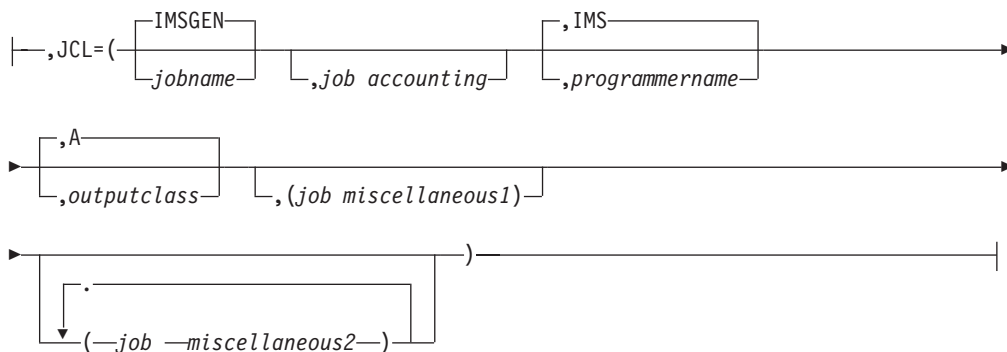 IMSGEN ,IMS
,JCL=(
jobname ,job accounting ,programmername
,A
,outputclass ,(job miscellaneous1)
)
.
(job miscellaneous2)